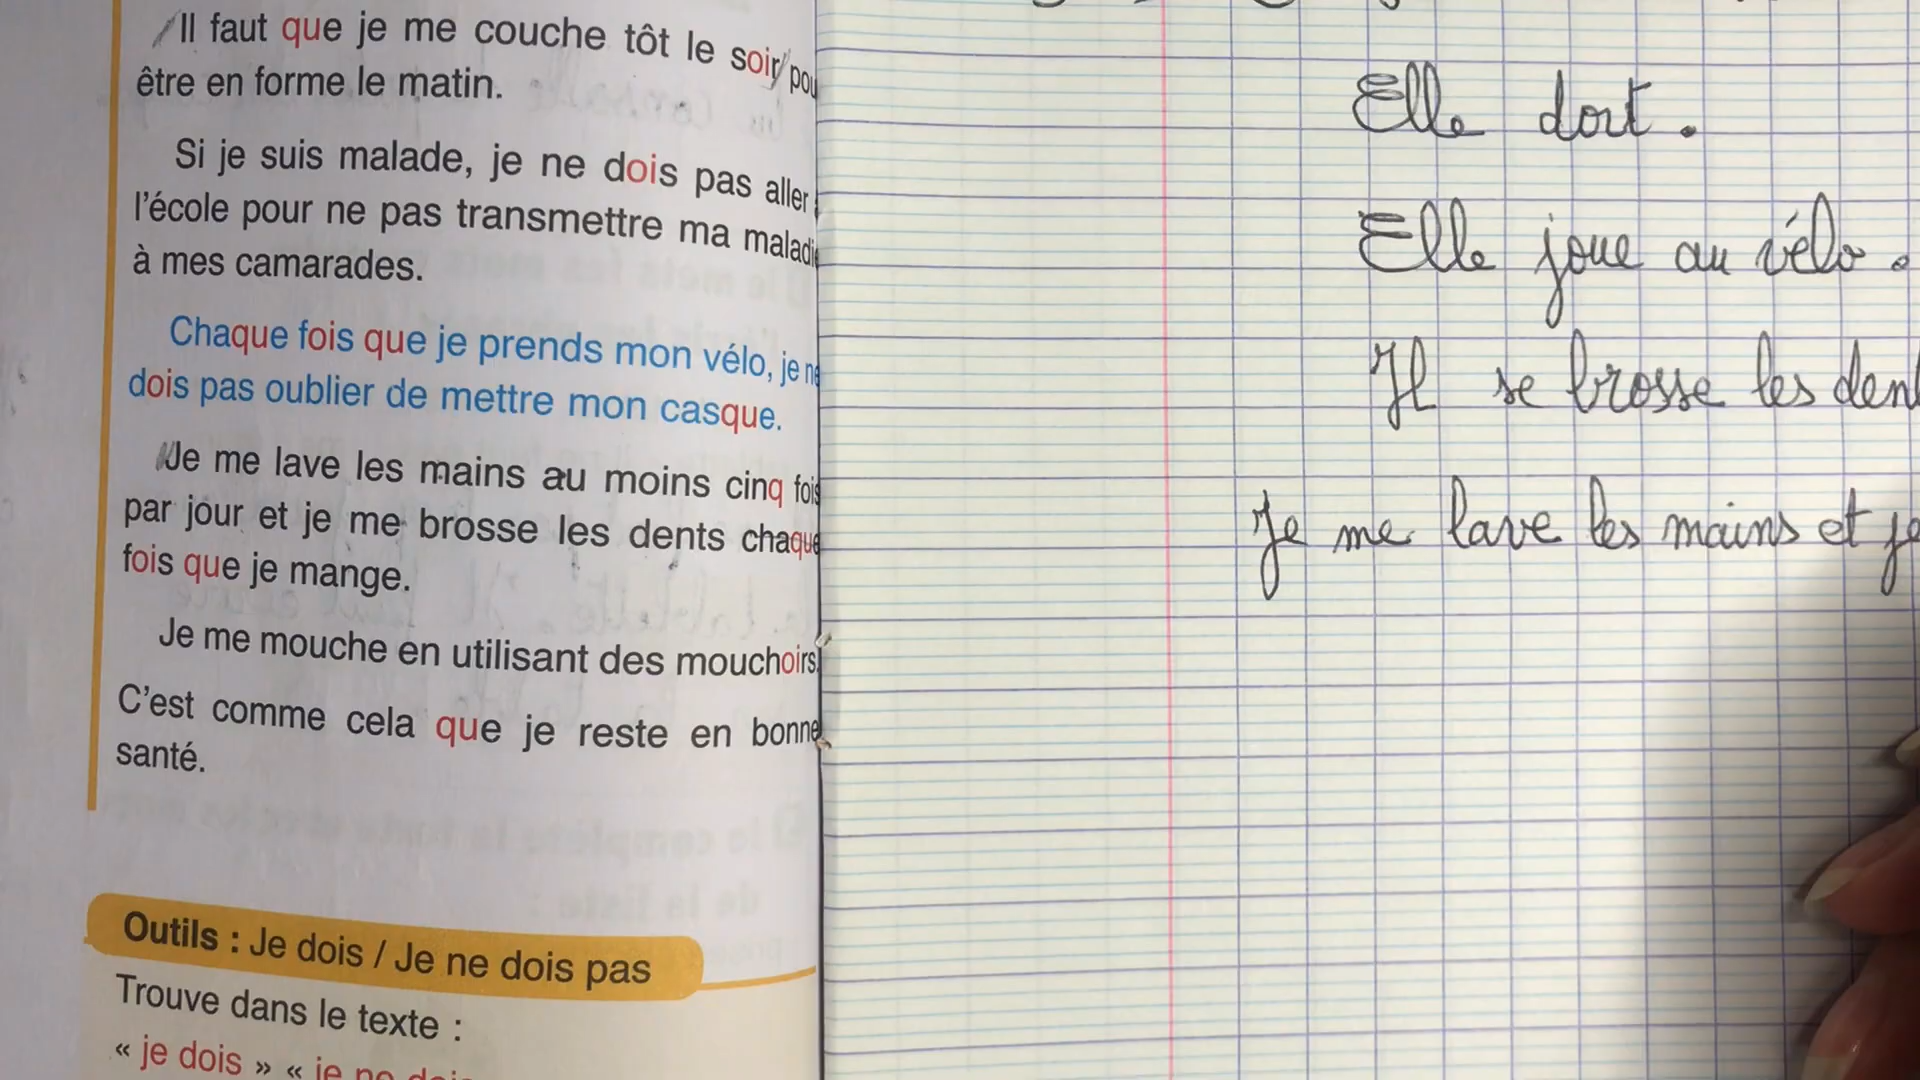 Il faut que je me couche tôt le soir pou
être en forme le matin.
Si je suis malade, je ne dois pas aller
l'école pour ne pas transmettre ma maladie
à mes camarades.
Chaque fois que je prends mon vélo, je ne
dois pas oublier de mettre mon casque.
Je me lave les mains au moins cinq fois
par jour et je me brosse les dents chaque
fois que je mange.
Je me mouche en utilisant des mouchoirs.
C'est comme cela que je reste en bonne
santé.
Outils : Je dois / Je ne dois pas
Trouve dans le texte :
« je dois » « je ne dois
Elle dort.
Elle joue au vélo.
Il se brosse les dent
Je me lave les mains et je